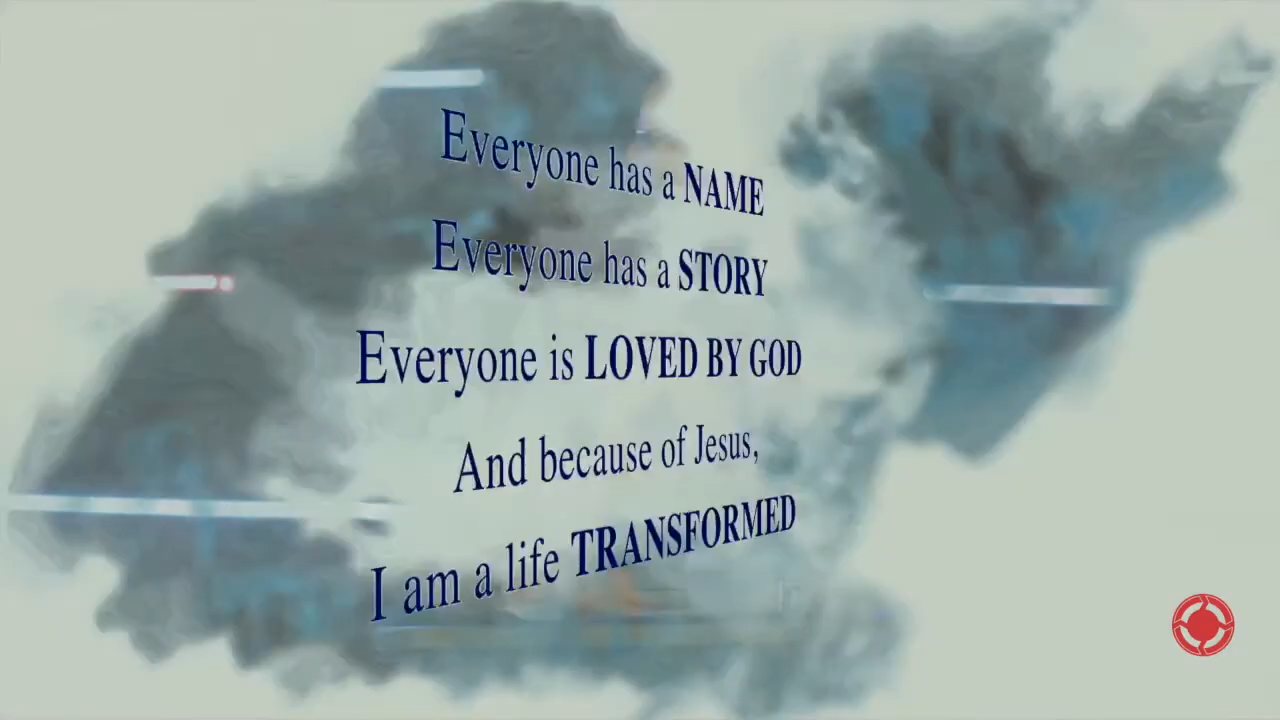 Everyone has a NAME
Everyone has a STORY
Everyone is LOVED BY GOD
And because of Jesus,
I am a life TRANSFORMED